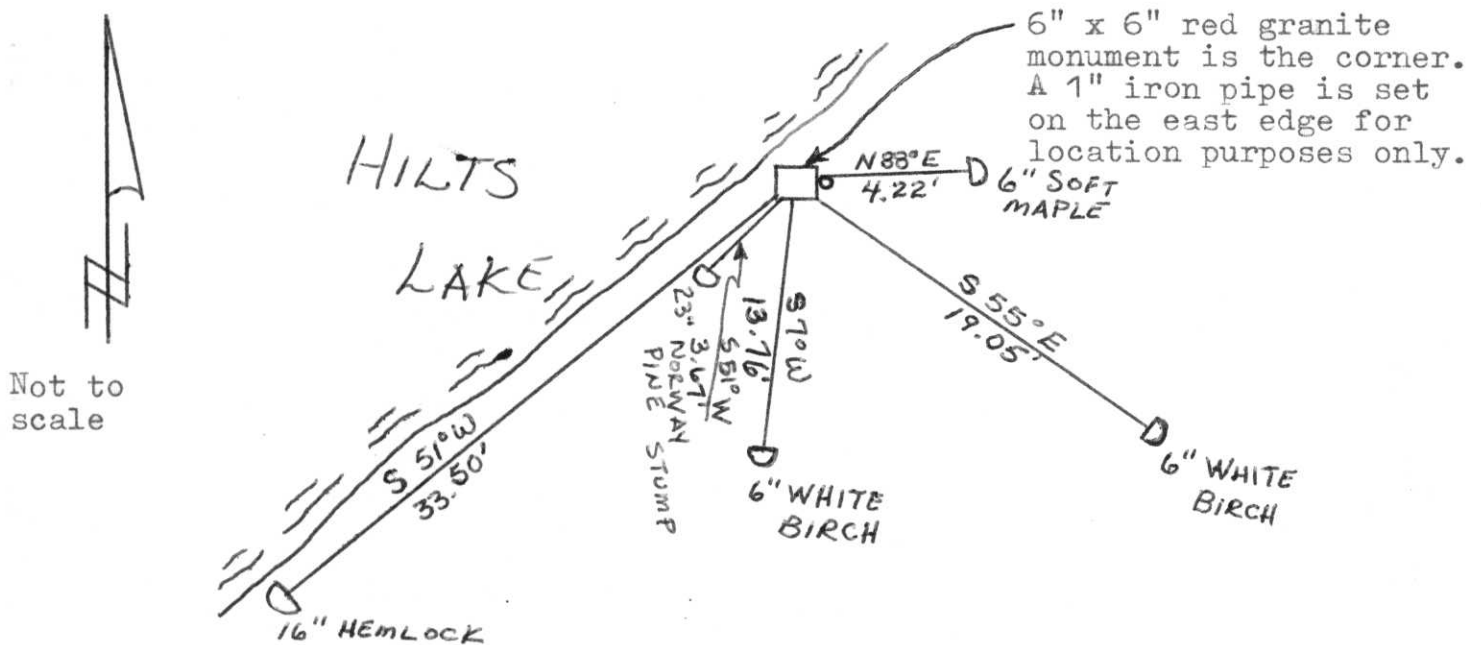 6" x 6" red granite
monument is the corner.
A 1" iron pipe is set
on the east edge for
location purposes only.
HILTS
LAKE
N
Not to
scale
N88°E
4.22'
6" SOFT
MAPLE
S 55°E
19.05'
6" WHITE
BIRCH
S7°W
13.76'
6" WHITE
BIRCH
S 51°W
3.67'
23" NORWAY
PINE STUMP
S 51°W
33.50'
16" HEMLOCK